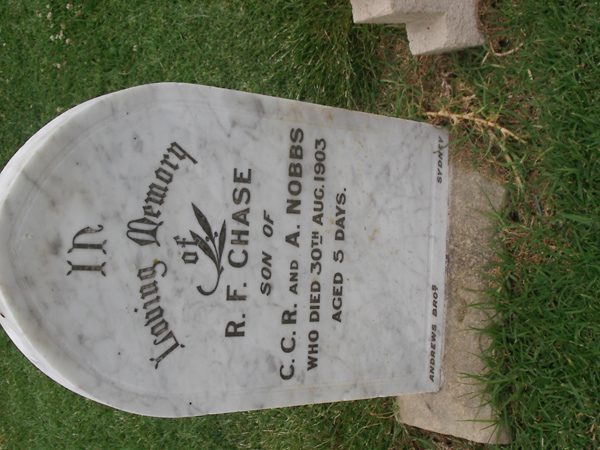 In
Loving Memory
of
R. F. CHASE
SON OF
C. C. R. AND A. NOBBS
WHO DIED 30TH AUG. 1903
AGED 5 DAYS.
ANDREWS BROS SYDNEY